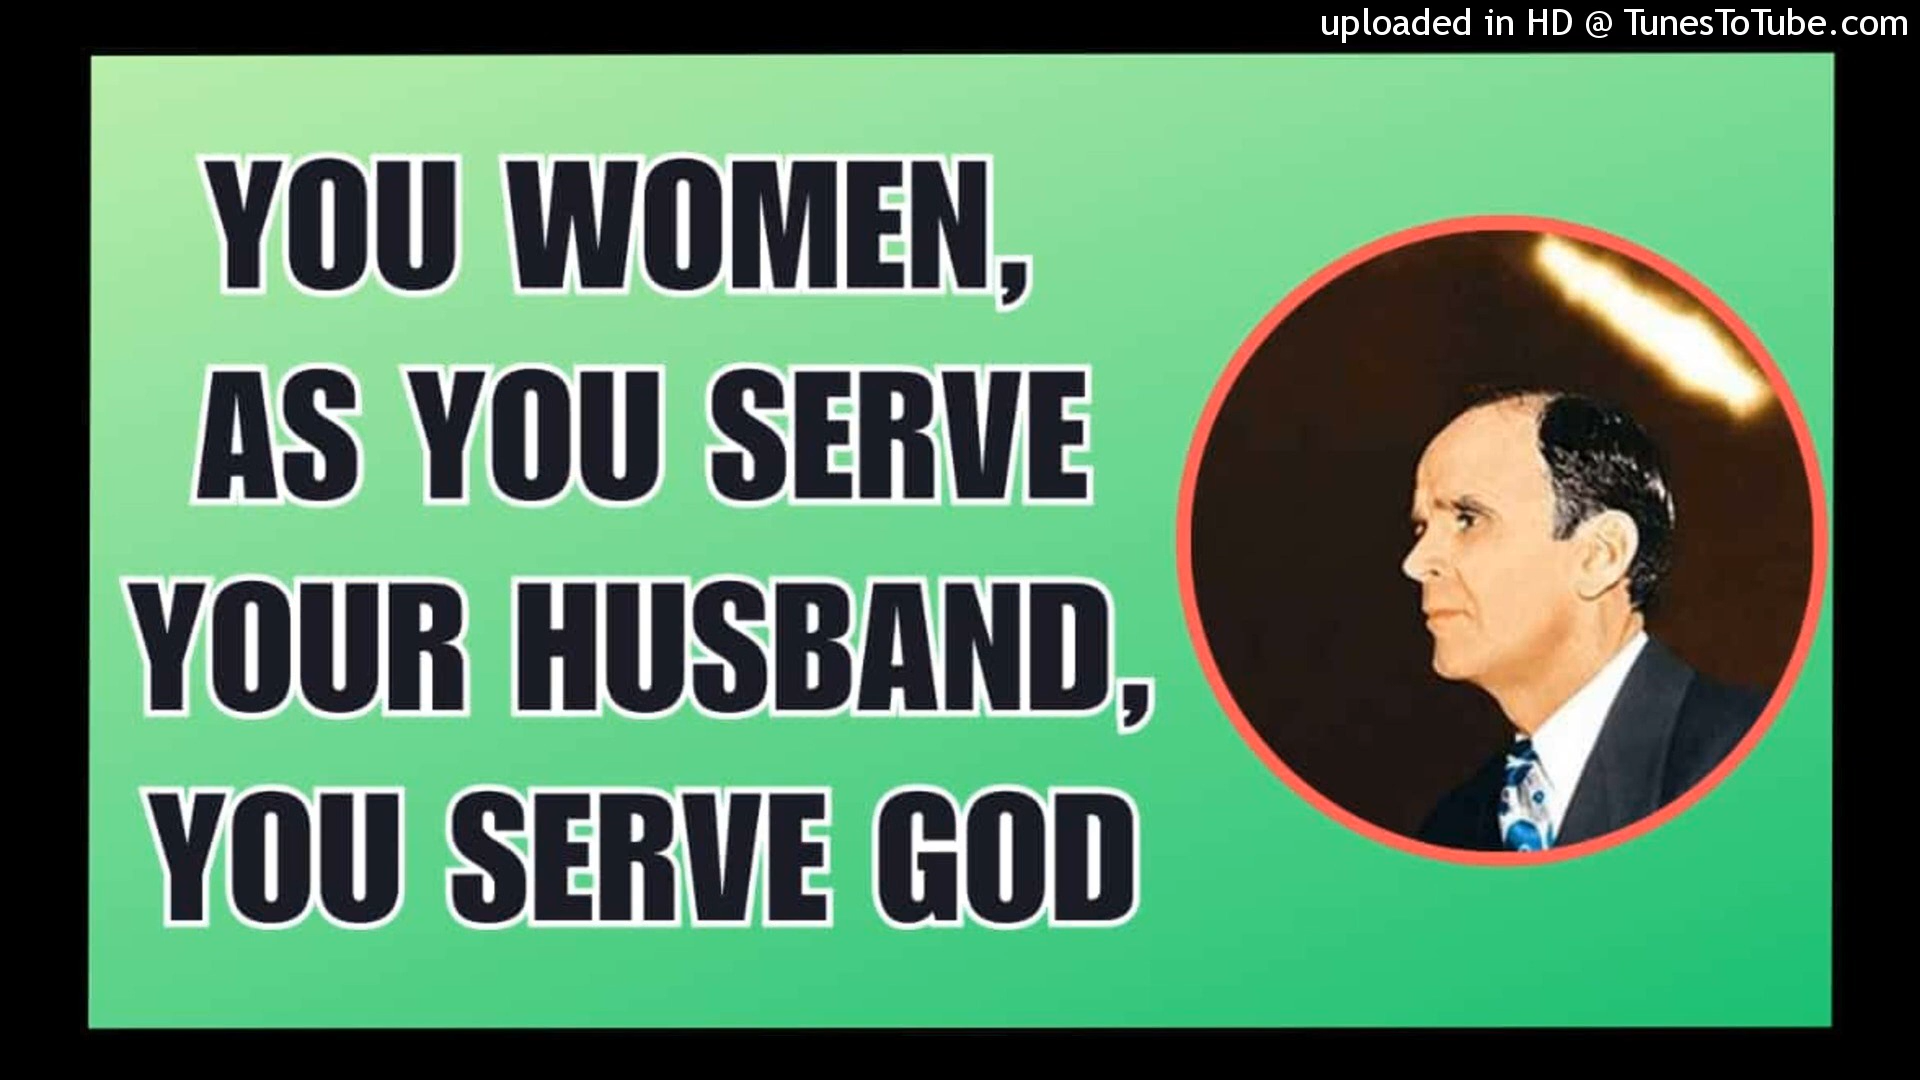 uploaded in HD @ TunesToTube.com
YOU WOMEN,
AS YOU SERVE
YOUR HUSBAND,
YOU SERVE GOD